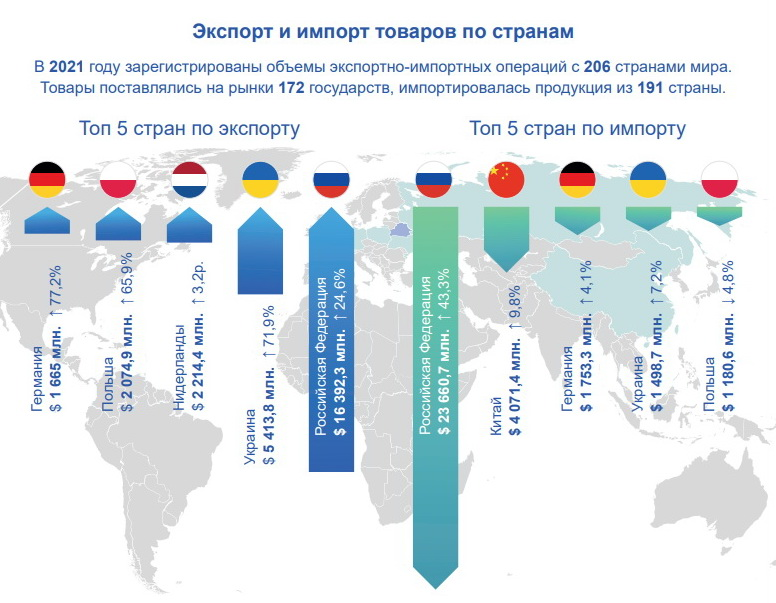 Экспорт и импорт товаров по странам
В 2021 году зарегистрированы объемы экспортно-импортных операций с 206 странами мира.
Товары поставлялись на рынки 172 государств, импортировалась продукция из 191 страны.
Топ 5 стран по экспорту
Германия
$ 1 665 млн. ↑ 77,2%
Польша
$ 2 074,9 млн. ↑ 65,9%
Нидерланды
$ 2 214,4 млн. ↑ 3,2р.
Украина
$ 5 413,8 млн. ↑ 71,9%
Российская Федерация
$ 16 392,3 млн. ↑ 24,6%
Топ 5 стран по импорту
Российская Федерация
$ 23 660,7 млн. ↑ 43,3%
Китай
$ 4 071,4 млн. ↑ 9,8%
Германия
$ 1 753,3 млн. ↑ 4,1%
Украина
$ 1 498,7 млн. ↑ 7,2%
Польша
$ 1 180,6 млн. ↓ 4,8%